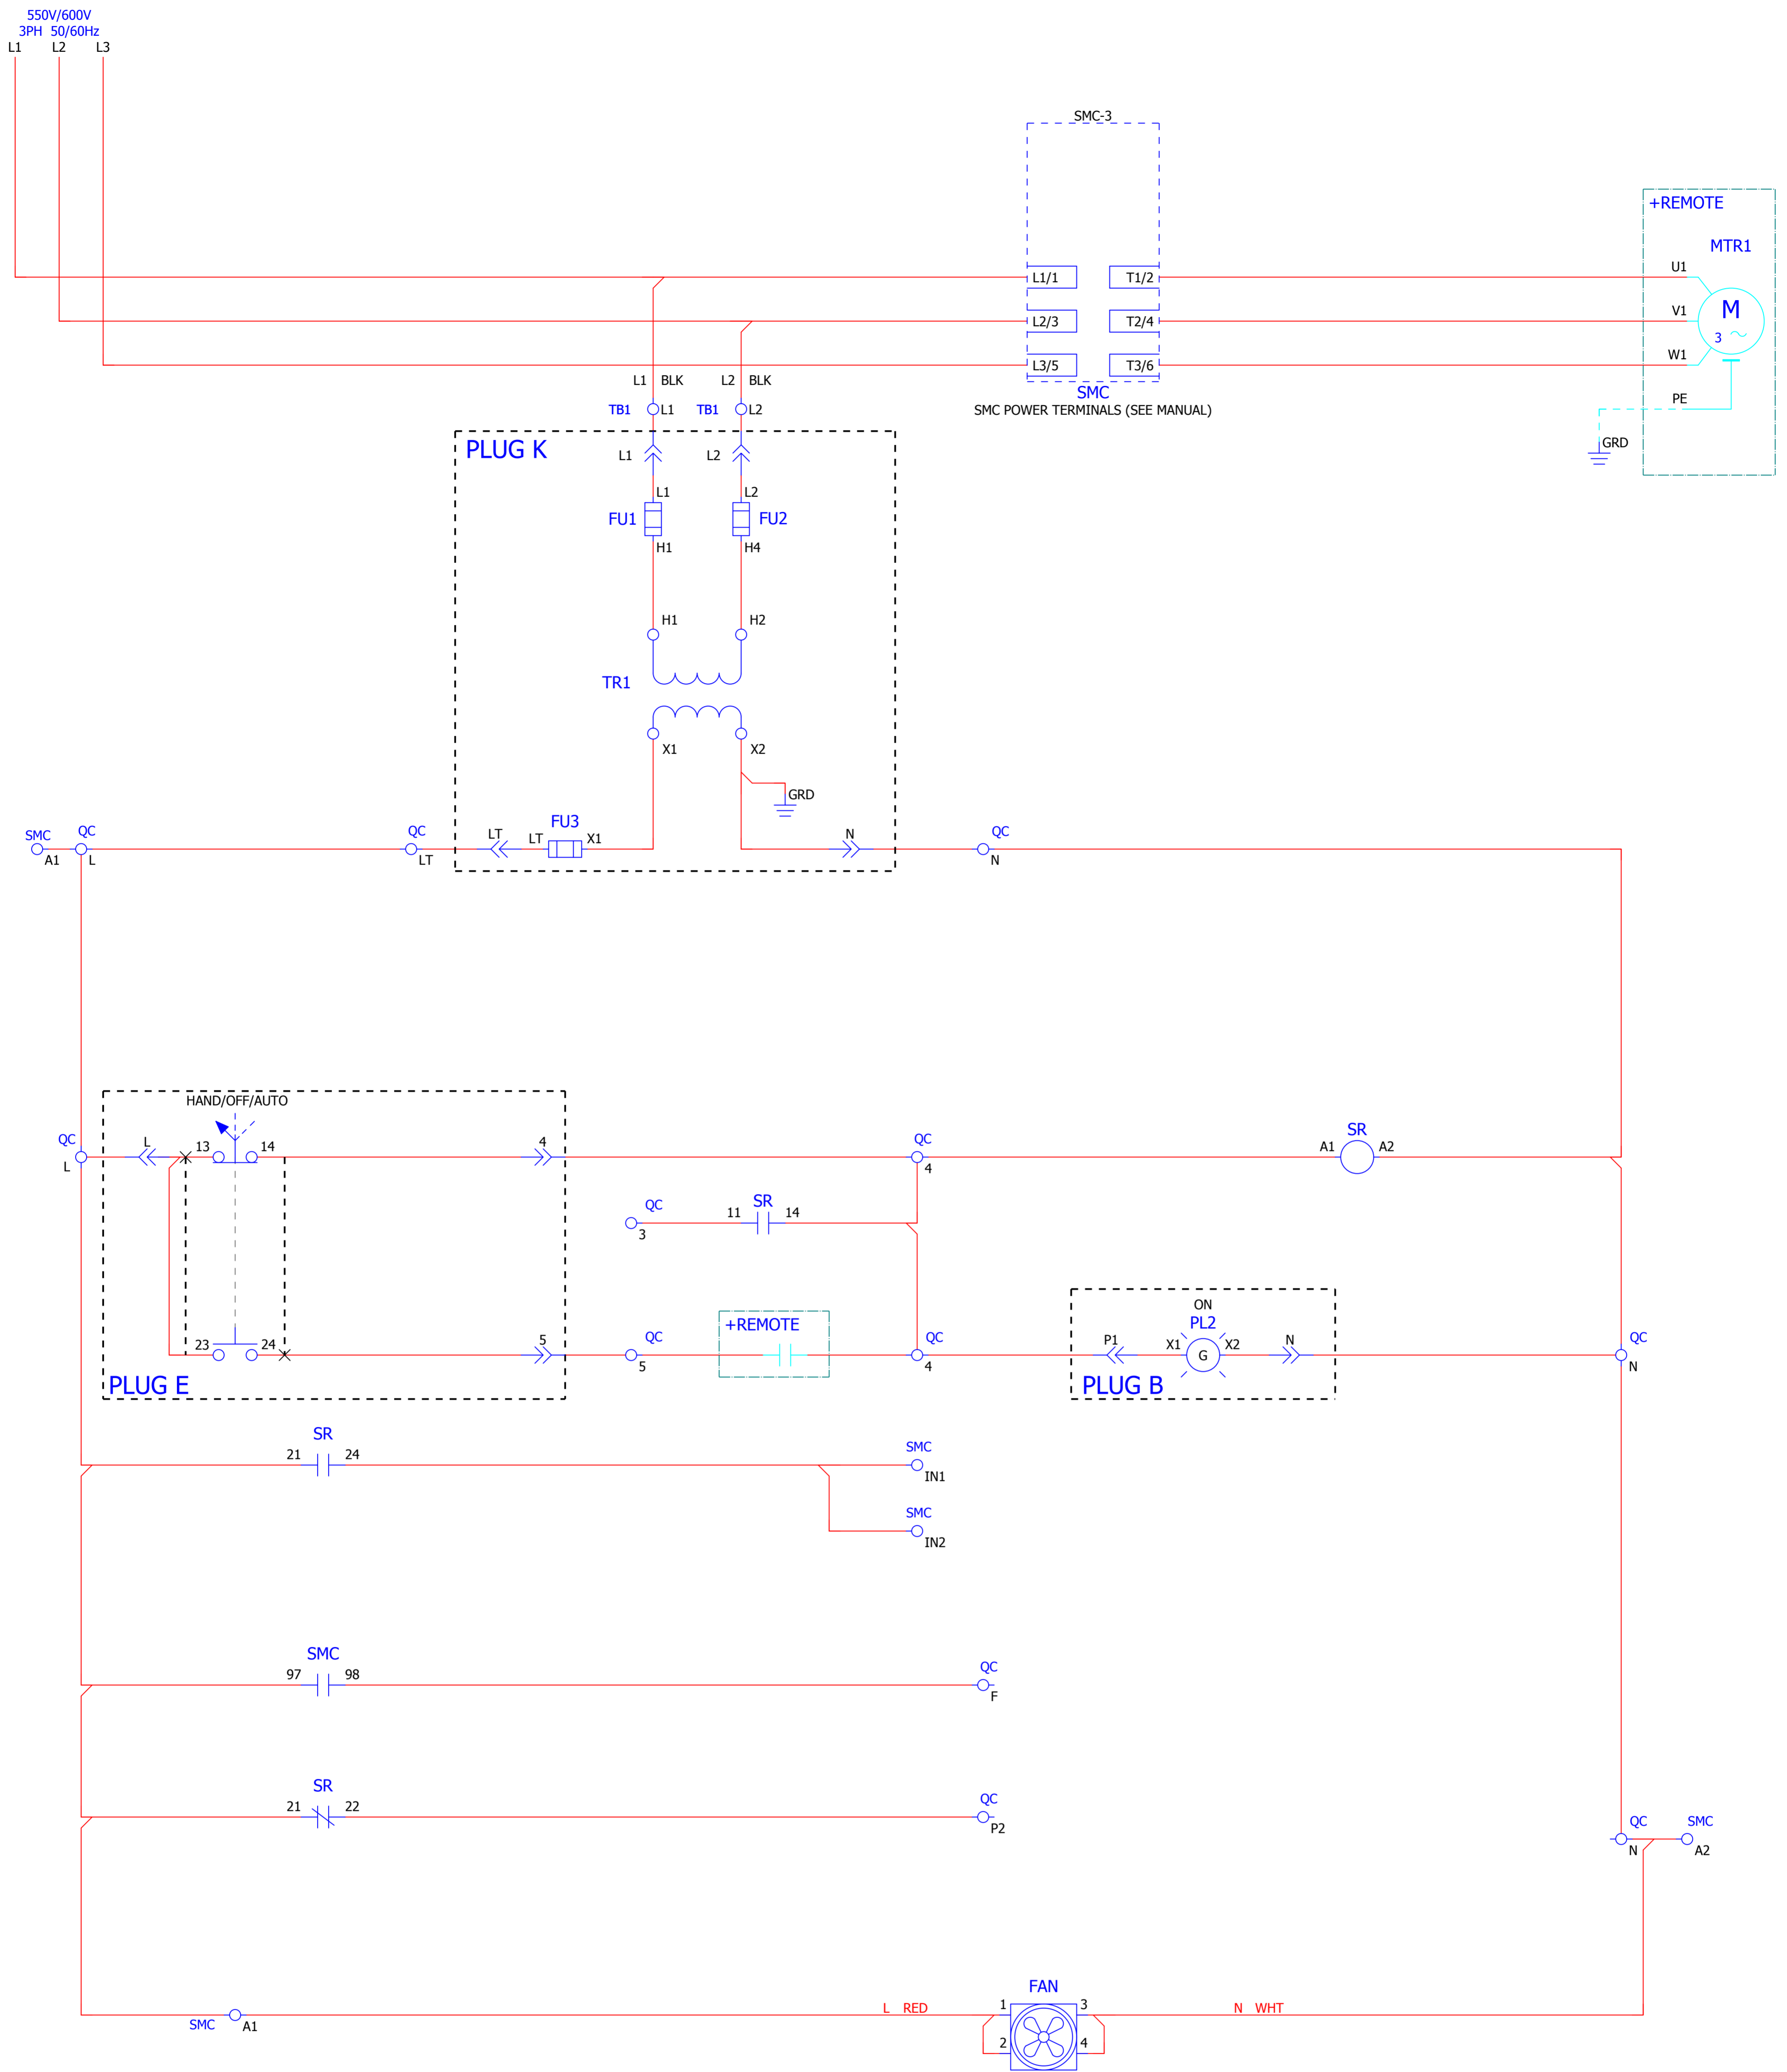 550V/600V
3PH 50/60Hz
L1 L2 L3
SMC-3
+REMOTE
MTR1
U1
L1/1 T1/2
M
3
V1
L2/3 T2/4
W1
L3/5 T3/6
L1 BLK L2 BLK
SMC
SMC POWER TERMINALS (SEE MANUAL)
PE
TB1 L1 TB1 L2
GRD
PLUG K
L1 L2
L1 L2
FU1 FU2
H1 H4
H1 H2
TR1
X1 X2
GRD
FU3
SMC QC QC LT LT X1 N QC
A1 L LT N
HAND/OFF/AUTO
QC L 13 14 4 QC SR
A1 A2
L 4
QC 11 SR 14
3
ON
+REMOTE PL2
23 24 5 QC QC P1 X1 G X2 N QC
5 4 N
PLUG E PLUG B
SR
21 24 SMC
IN1
SMC
IN2
SMC
97 98 QC
F
SR
21 22 QC
P2
QC SMC
N A2
FAN
L RED 1 3 N WHT
SMC A1
2 4